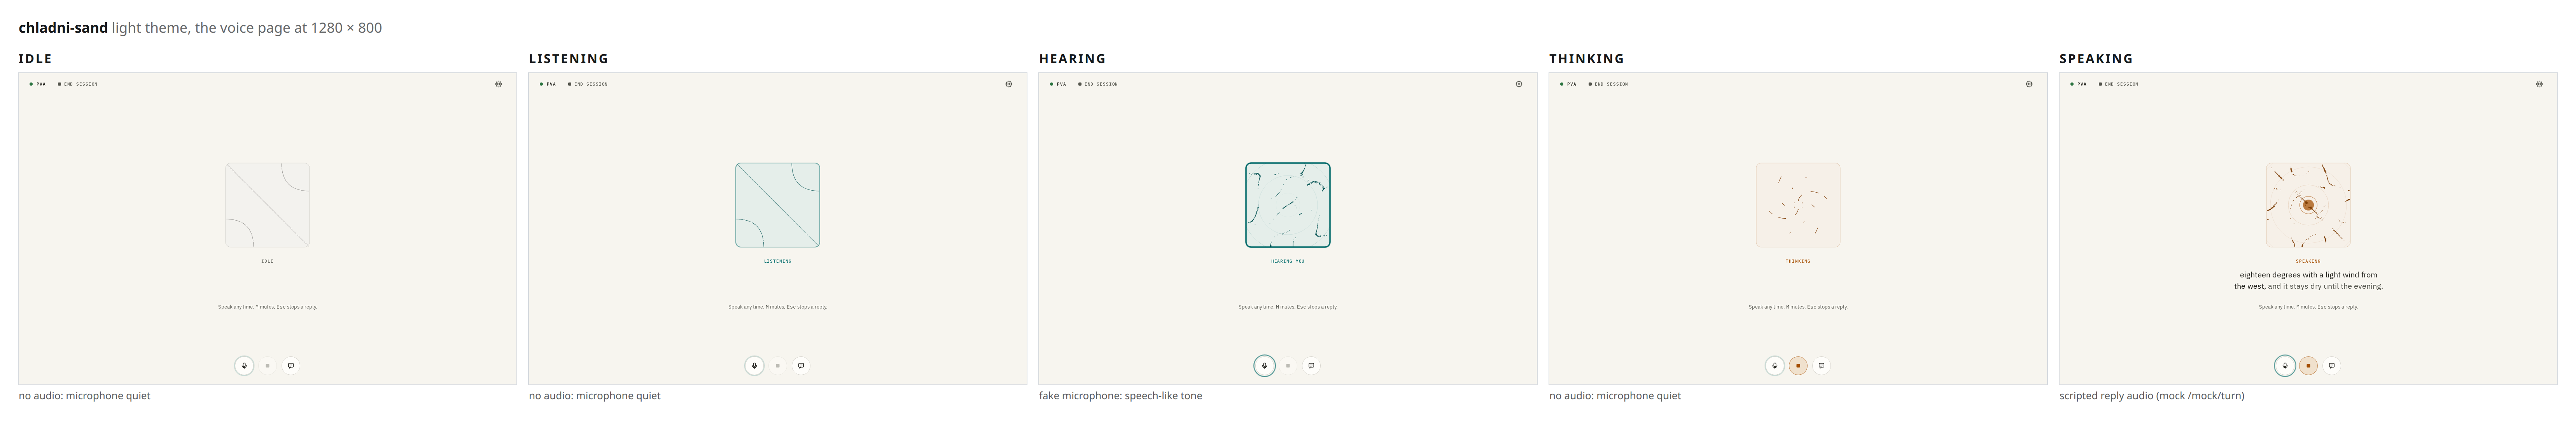 chladni-sand light theme, the voice page at 1280 × 800
IDLE
PVA END SESSION
IDLE
Speak any time. M mutes, Esc stops a reply.
no audio: microphone quiet
LISTENING
PVA END SESSION
LISTENING
Speak any time. M mutes, Esc stops a reply.
no audio: microphone quiet
HEARING
PVA END SESSION
HEARING YOU
Speak any time. M mutes, Esc stops a reply.
fake microphone: speech-like tone
THINKING
PVA END SESSION
THINKING
Speak any time. M mutes, Esc stops a reply.
no audio: microphone quiet
SPEAKING
PVA END SESSION
SPEAKING
eighteen degrees with a light wind from
the west, and it stays dry until the evening.
Speak any time. M mutes, Esc stops a reply.
scripted reply audio (mock /mock/turn)